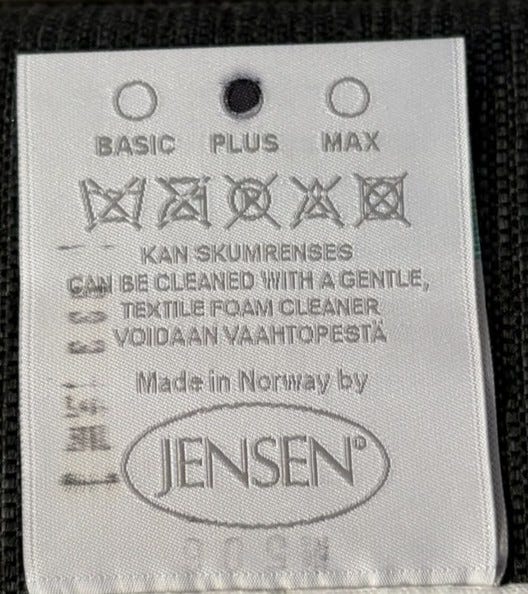 BASIC PLUS MAX
KAN SKUMRENSES
CAN BE CLEANED WITH A GENTLE,
TEXTILE FOAM CLEANER
VOIDAAN VAAHTOPESTÄ
Made in Norway by
JENSEN®